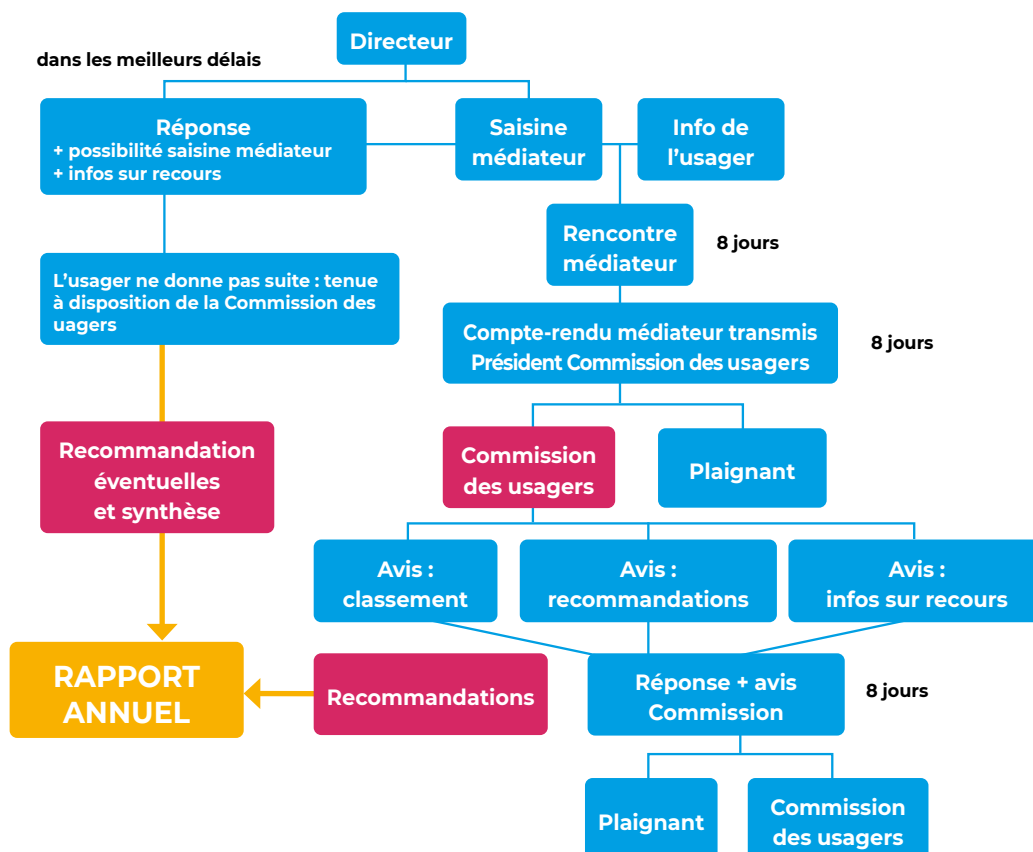 Directeur
dans les meilleurs délais
Réponse
+ possibilité saisine médiateur
+ infos sur recours
Saisine
médiateur
Info de
l’usager
Rencontre
médiateur
8 jours
L’usager ne donne pas suite : tenue
à disposition de la Commission des
uagers
Compte-rendu médiateur transmis
Président Commission des usagers
8 jours
Recommandation
éventuelles
et synthèse
Commission
des usagers
Plaignant
Avis :
classement
Avis :
recommandations
Avis :
infos sur recours
RAPPORT
ANNUEL
Recommandations
Réponse + avis
Commission
8 jours
Plaignant
Commission
des usagers